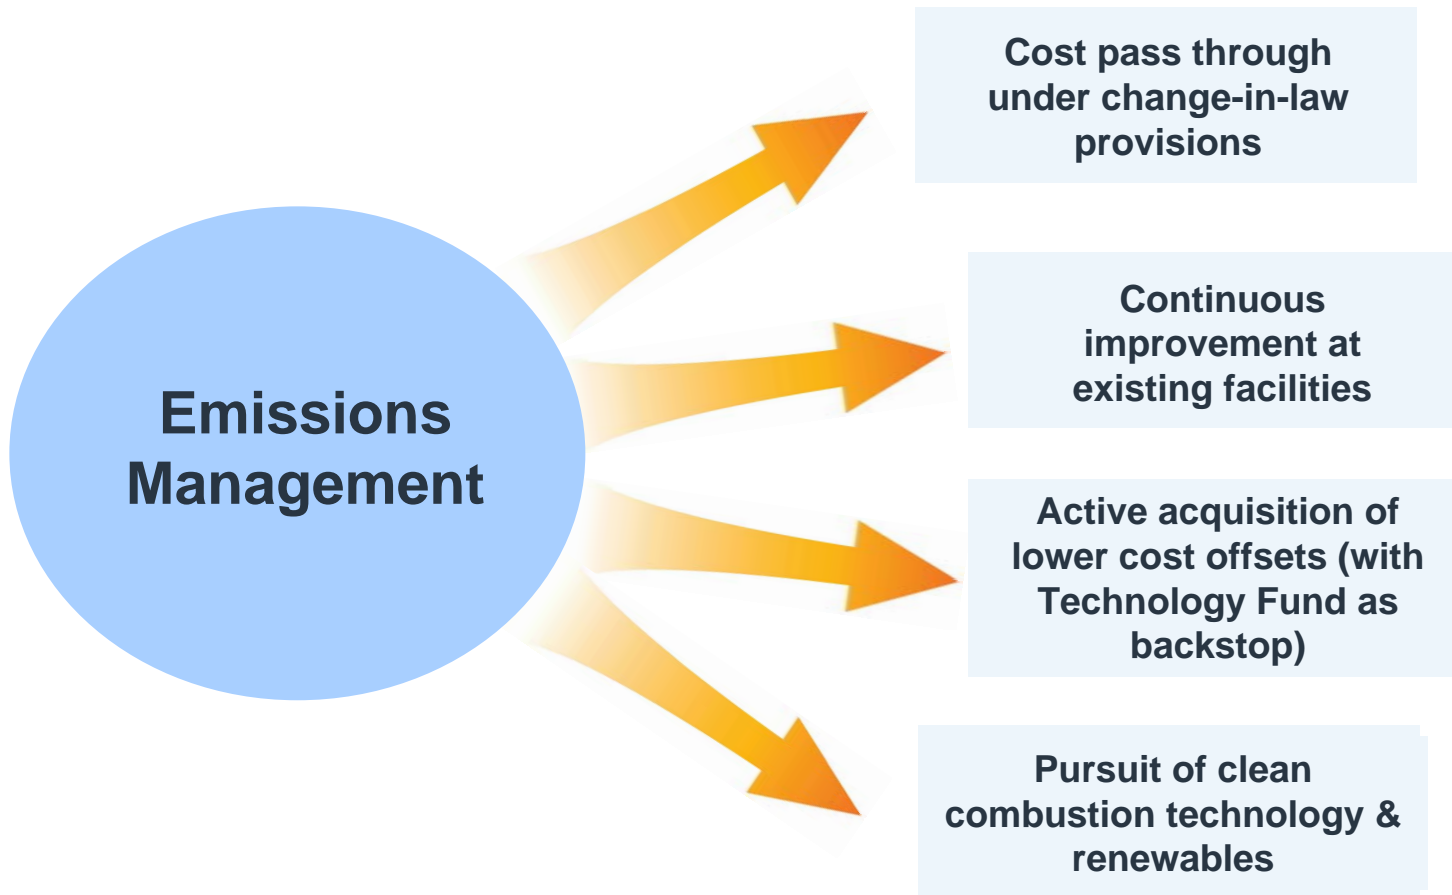 Cost pass through
under change-in-law
provisions
Emissions
Management
Continuous
improvement at
existing facilities
Active acquisition of
lower cost offsets (with
Technology Fund as
backstop)
Pursuit of clean
combustion technology &
renewables